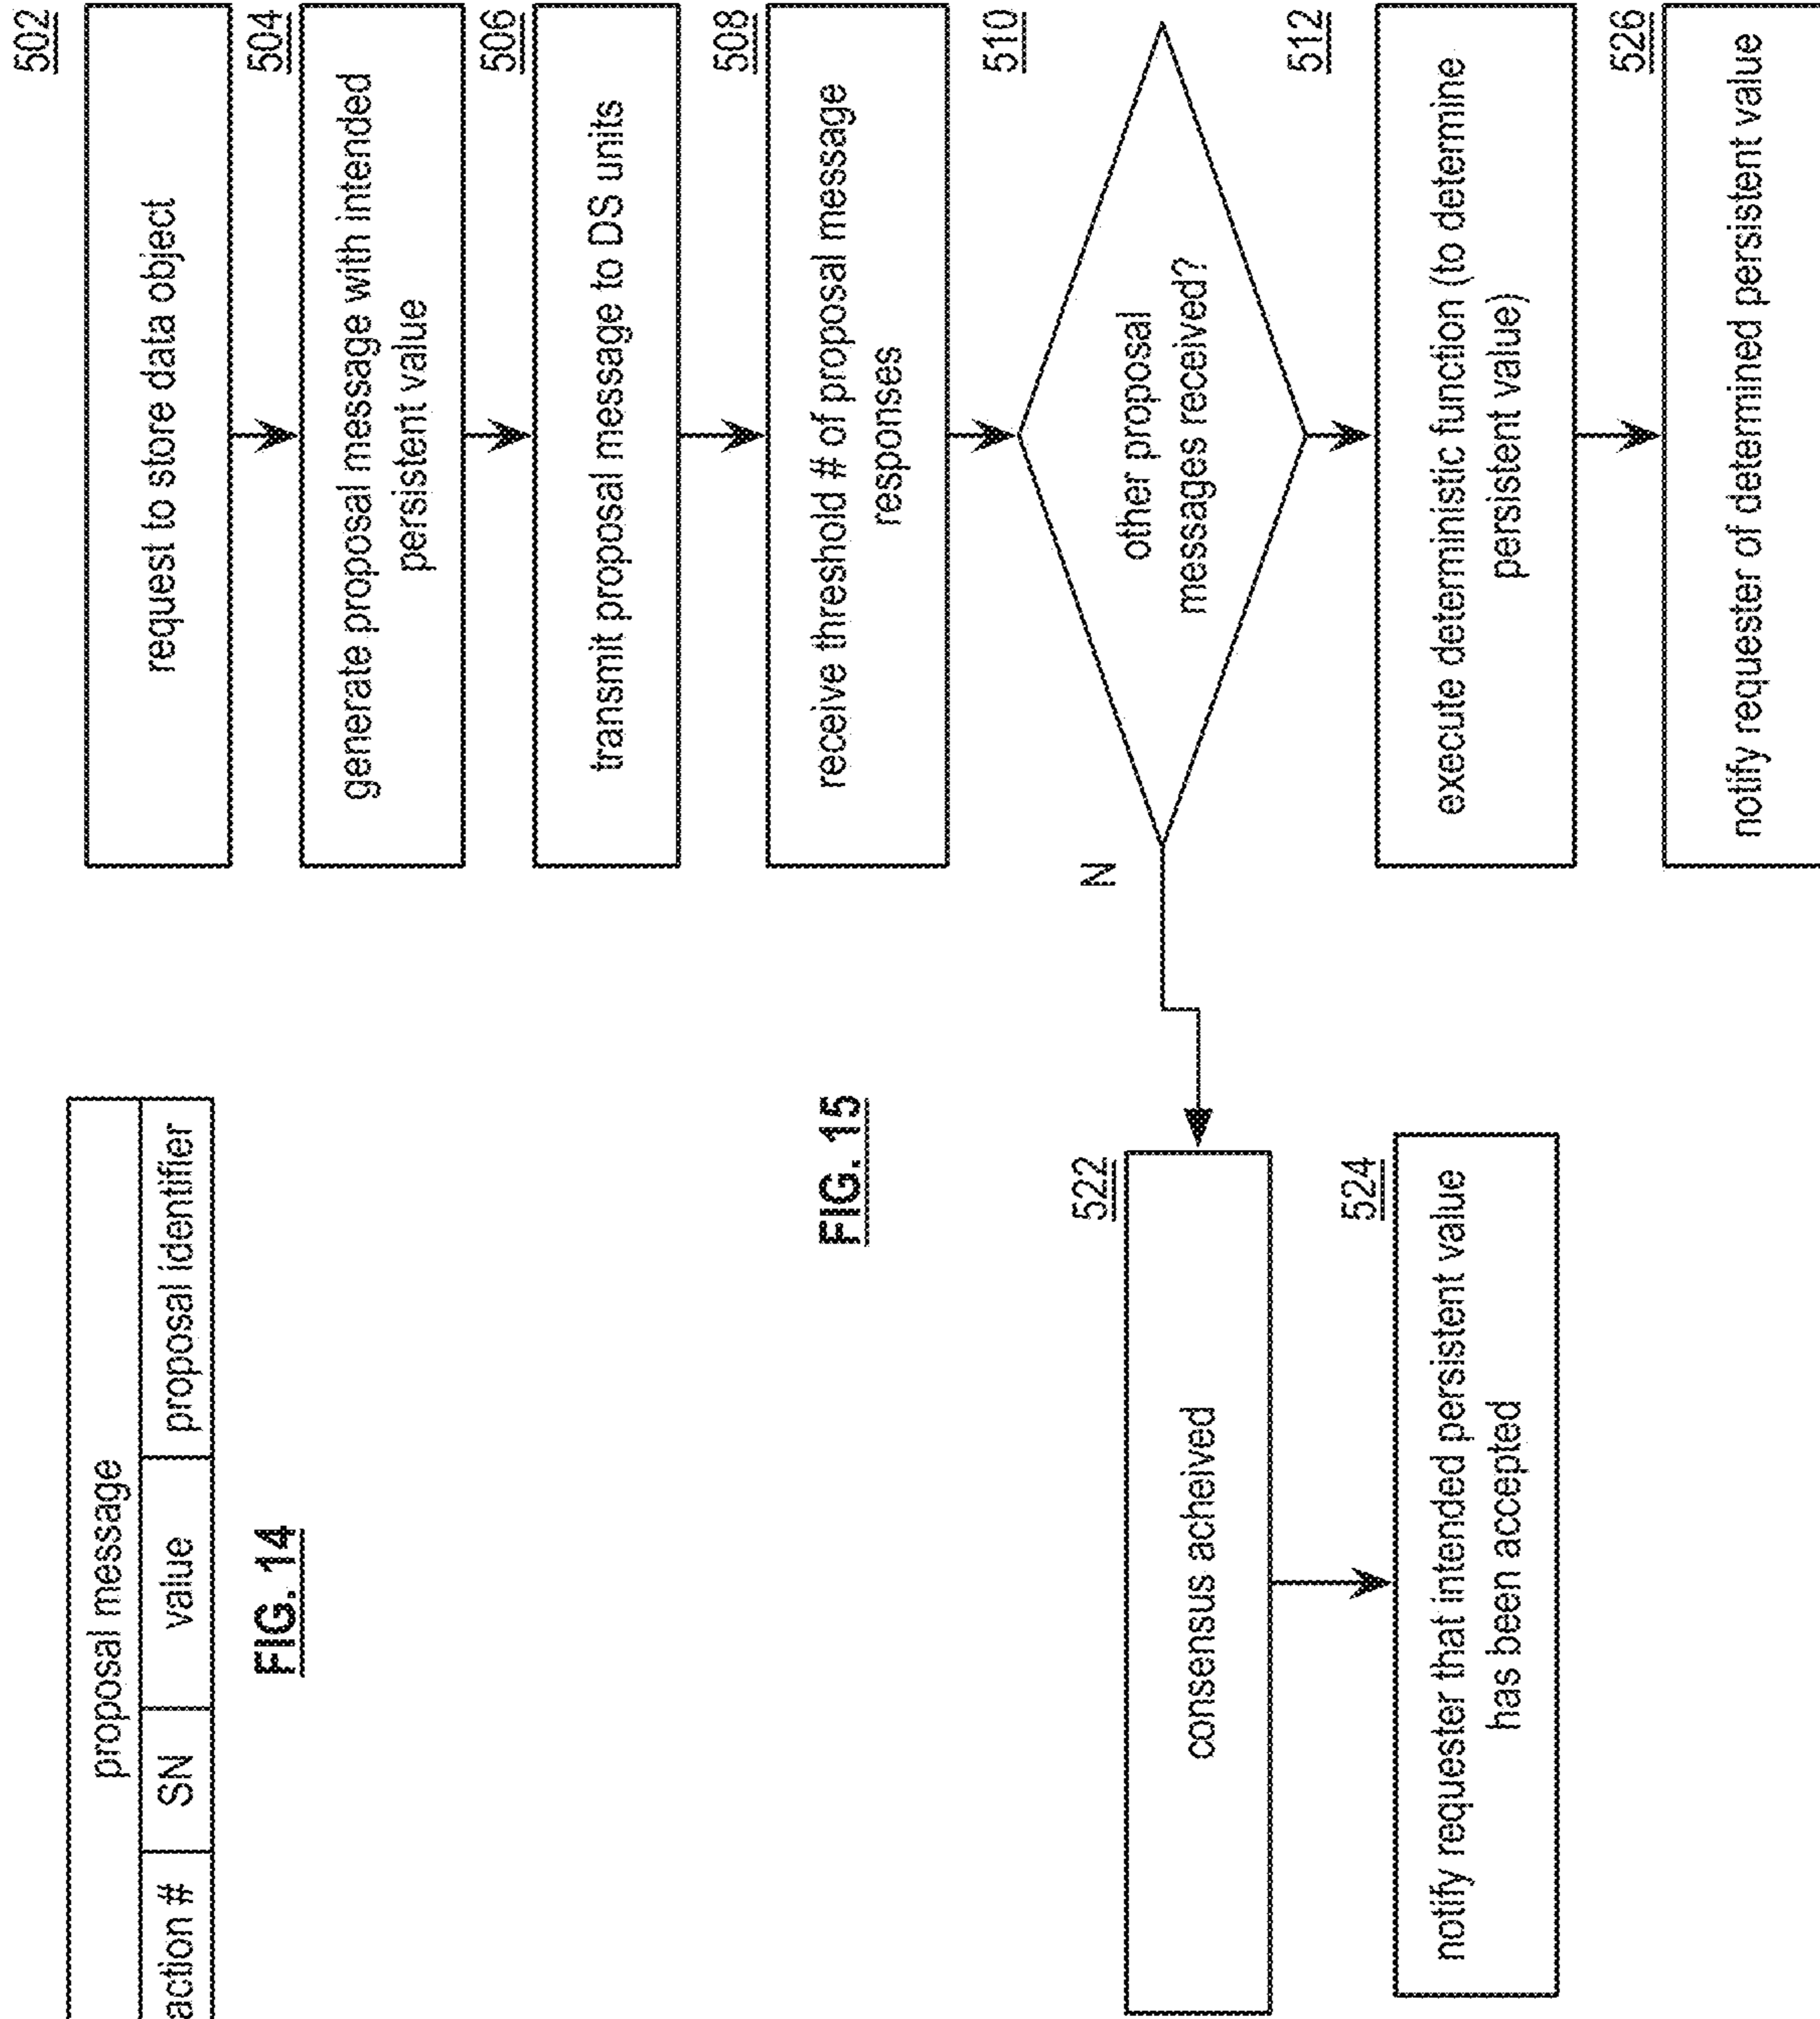 proposal message
action #
SN
value
proposal identifier
FIG. 14
FIG. 15
502
request to store data object
504
generate proposal message with intended
persistent value
506
transmit proposal message to DS units
508
receive threshold # of proposal message
responses
510
other proposal
messages received?
N
512
execute deterministic function (to determine
persistent value)
526
notify requester of determined persistent value
522
consensus acheived
524
notify requester that intended persistent value
has been accepted